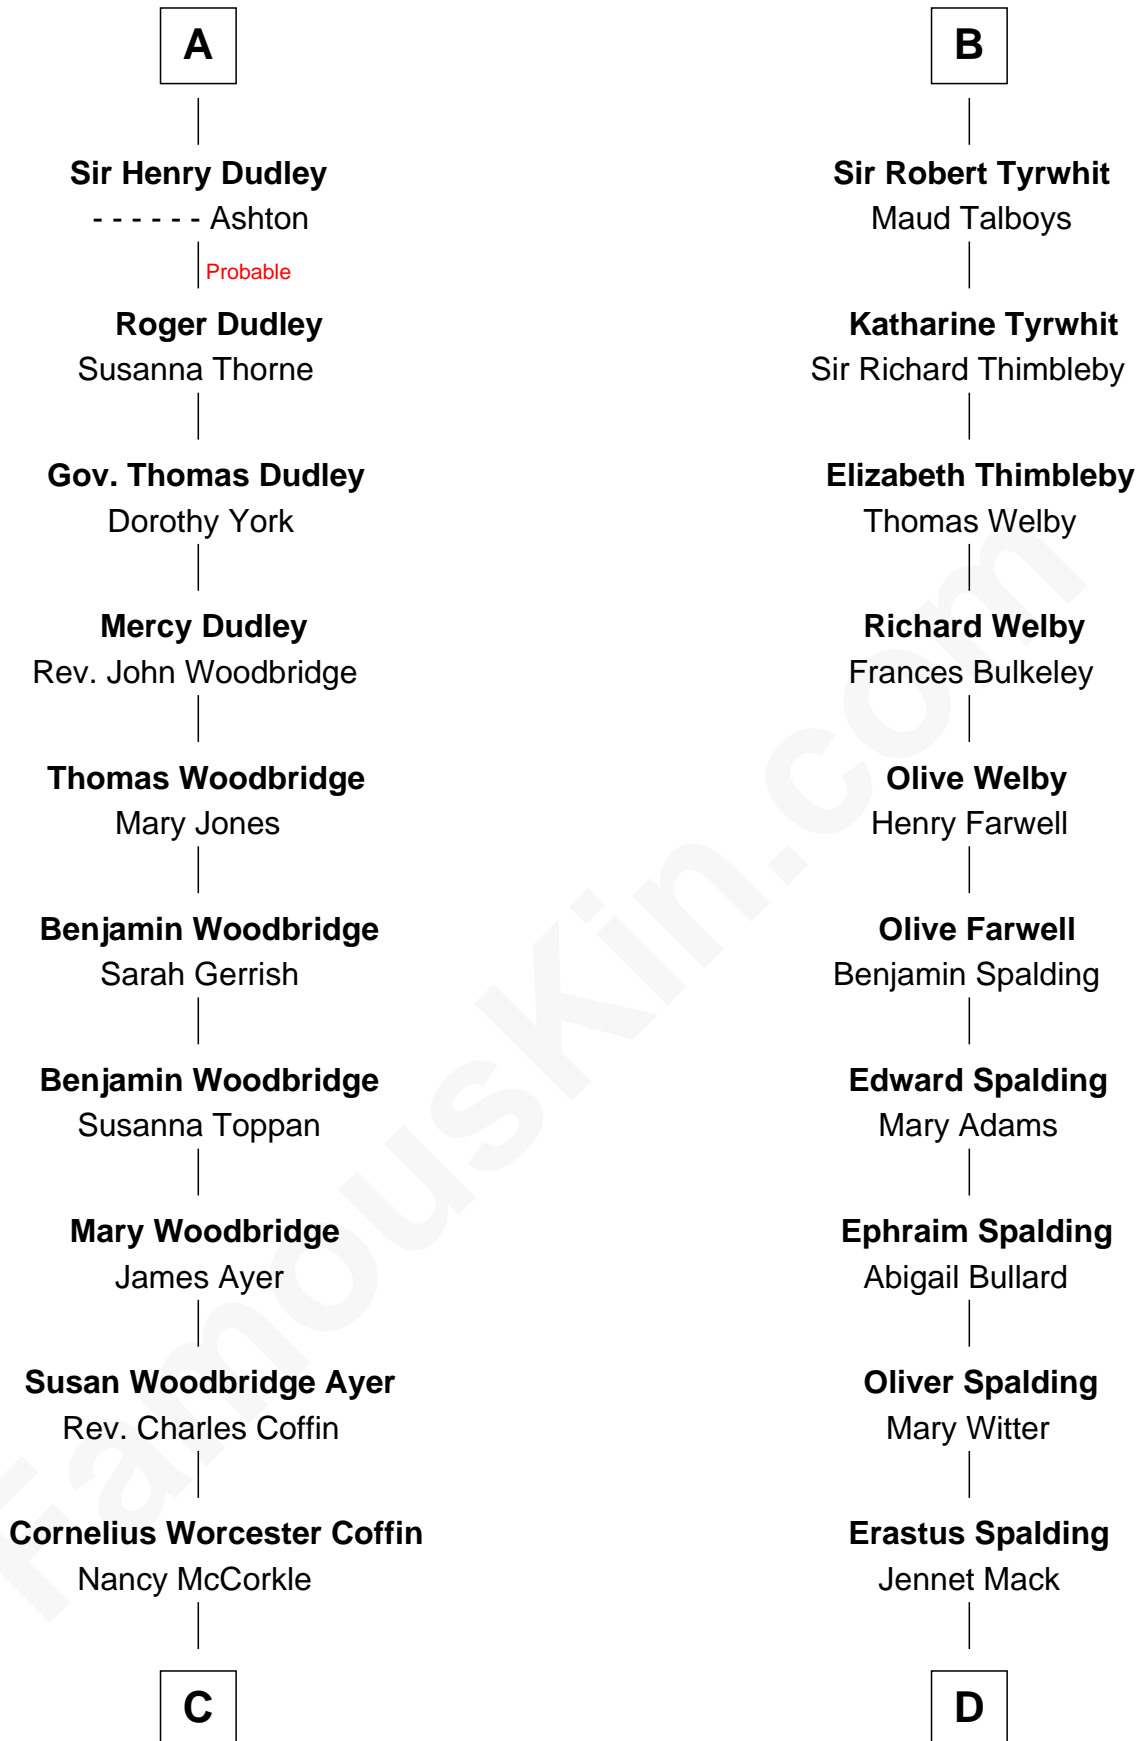 A
Sir Henry Dudley
- - - - - - Ashton
Probable
Roger Dudley
Susanna Thorne
Gov. Thomas Dudley
Dorothy York
Mercy Dudley
Rev. John Woodbridge
Thomas Woodbridge
Mary Jones
Benjamin Woodbridge
Sarah Gerrish
Benjamin Woodbridge
Susanna Toppan
Mary Woodbridge
James Ayer
Susan Woodbridge Ayer
Rev. Charles Coffin
Cornelius Worcester Coffin
Nancy McCorkle
C
B
Sir Robert Tyrwhit
Maud Talboys
Katharine Tyrwhit
Sir Richard Thimbleby
Elizabeth Thimbleby
Thomas Welby
Richard Welby
Frances Bulkeley
Olive Welby
Henry Farwell
Olive Farwell
Benjamin Spalding
Edward Spalding
Mary Adams
Ephraim Spalding
Abigail Bullard
Oliver Spalding
Mary Witter
Erastus Spalding
Jennet Mack
D
FamousKin.com